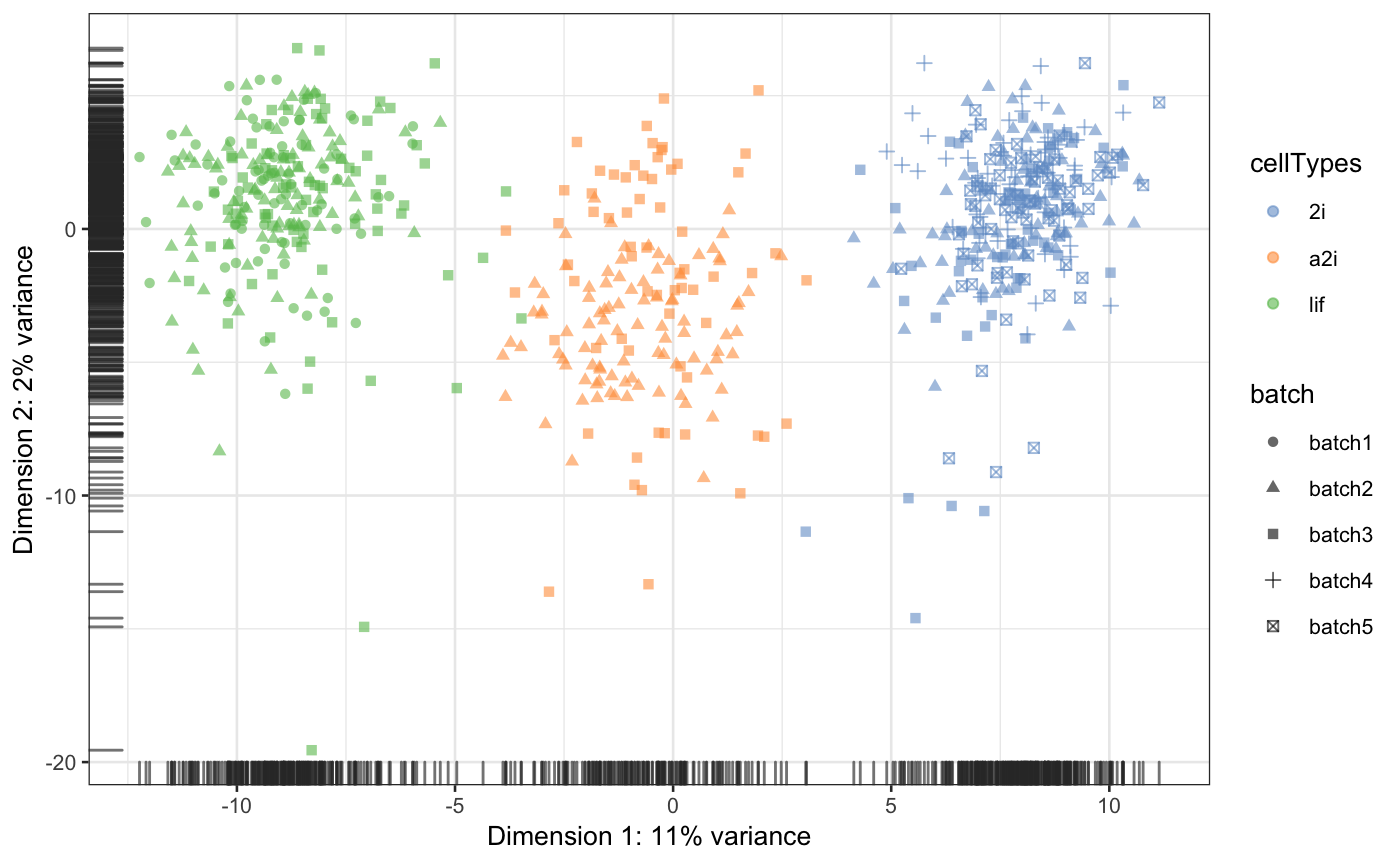 Dimension 2: 2% variance
0
-10
-20
-10
-5
0
5
10
Dimension 1: 11% variance
cellTypes
2i
a2i
lif
batch
batch1
batch2
batch3
batch4
batch5